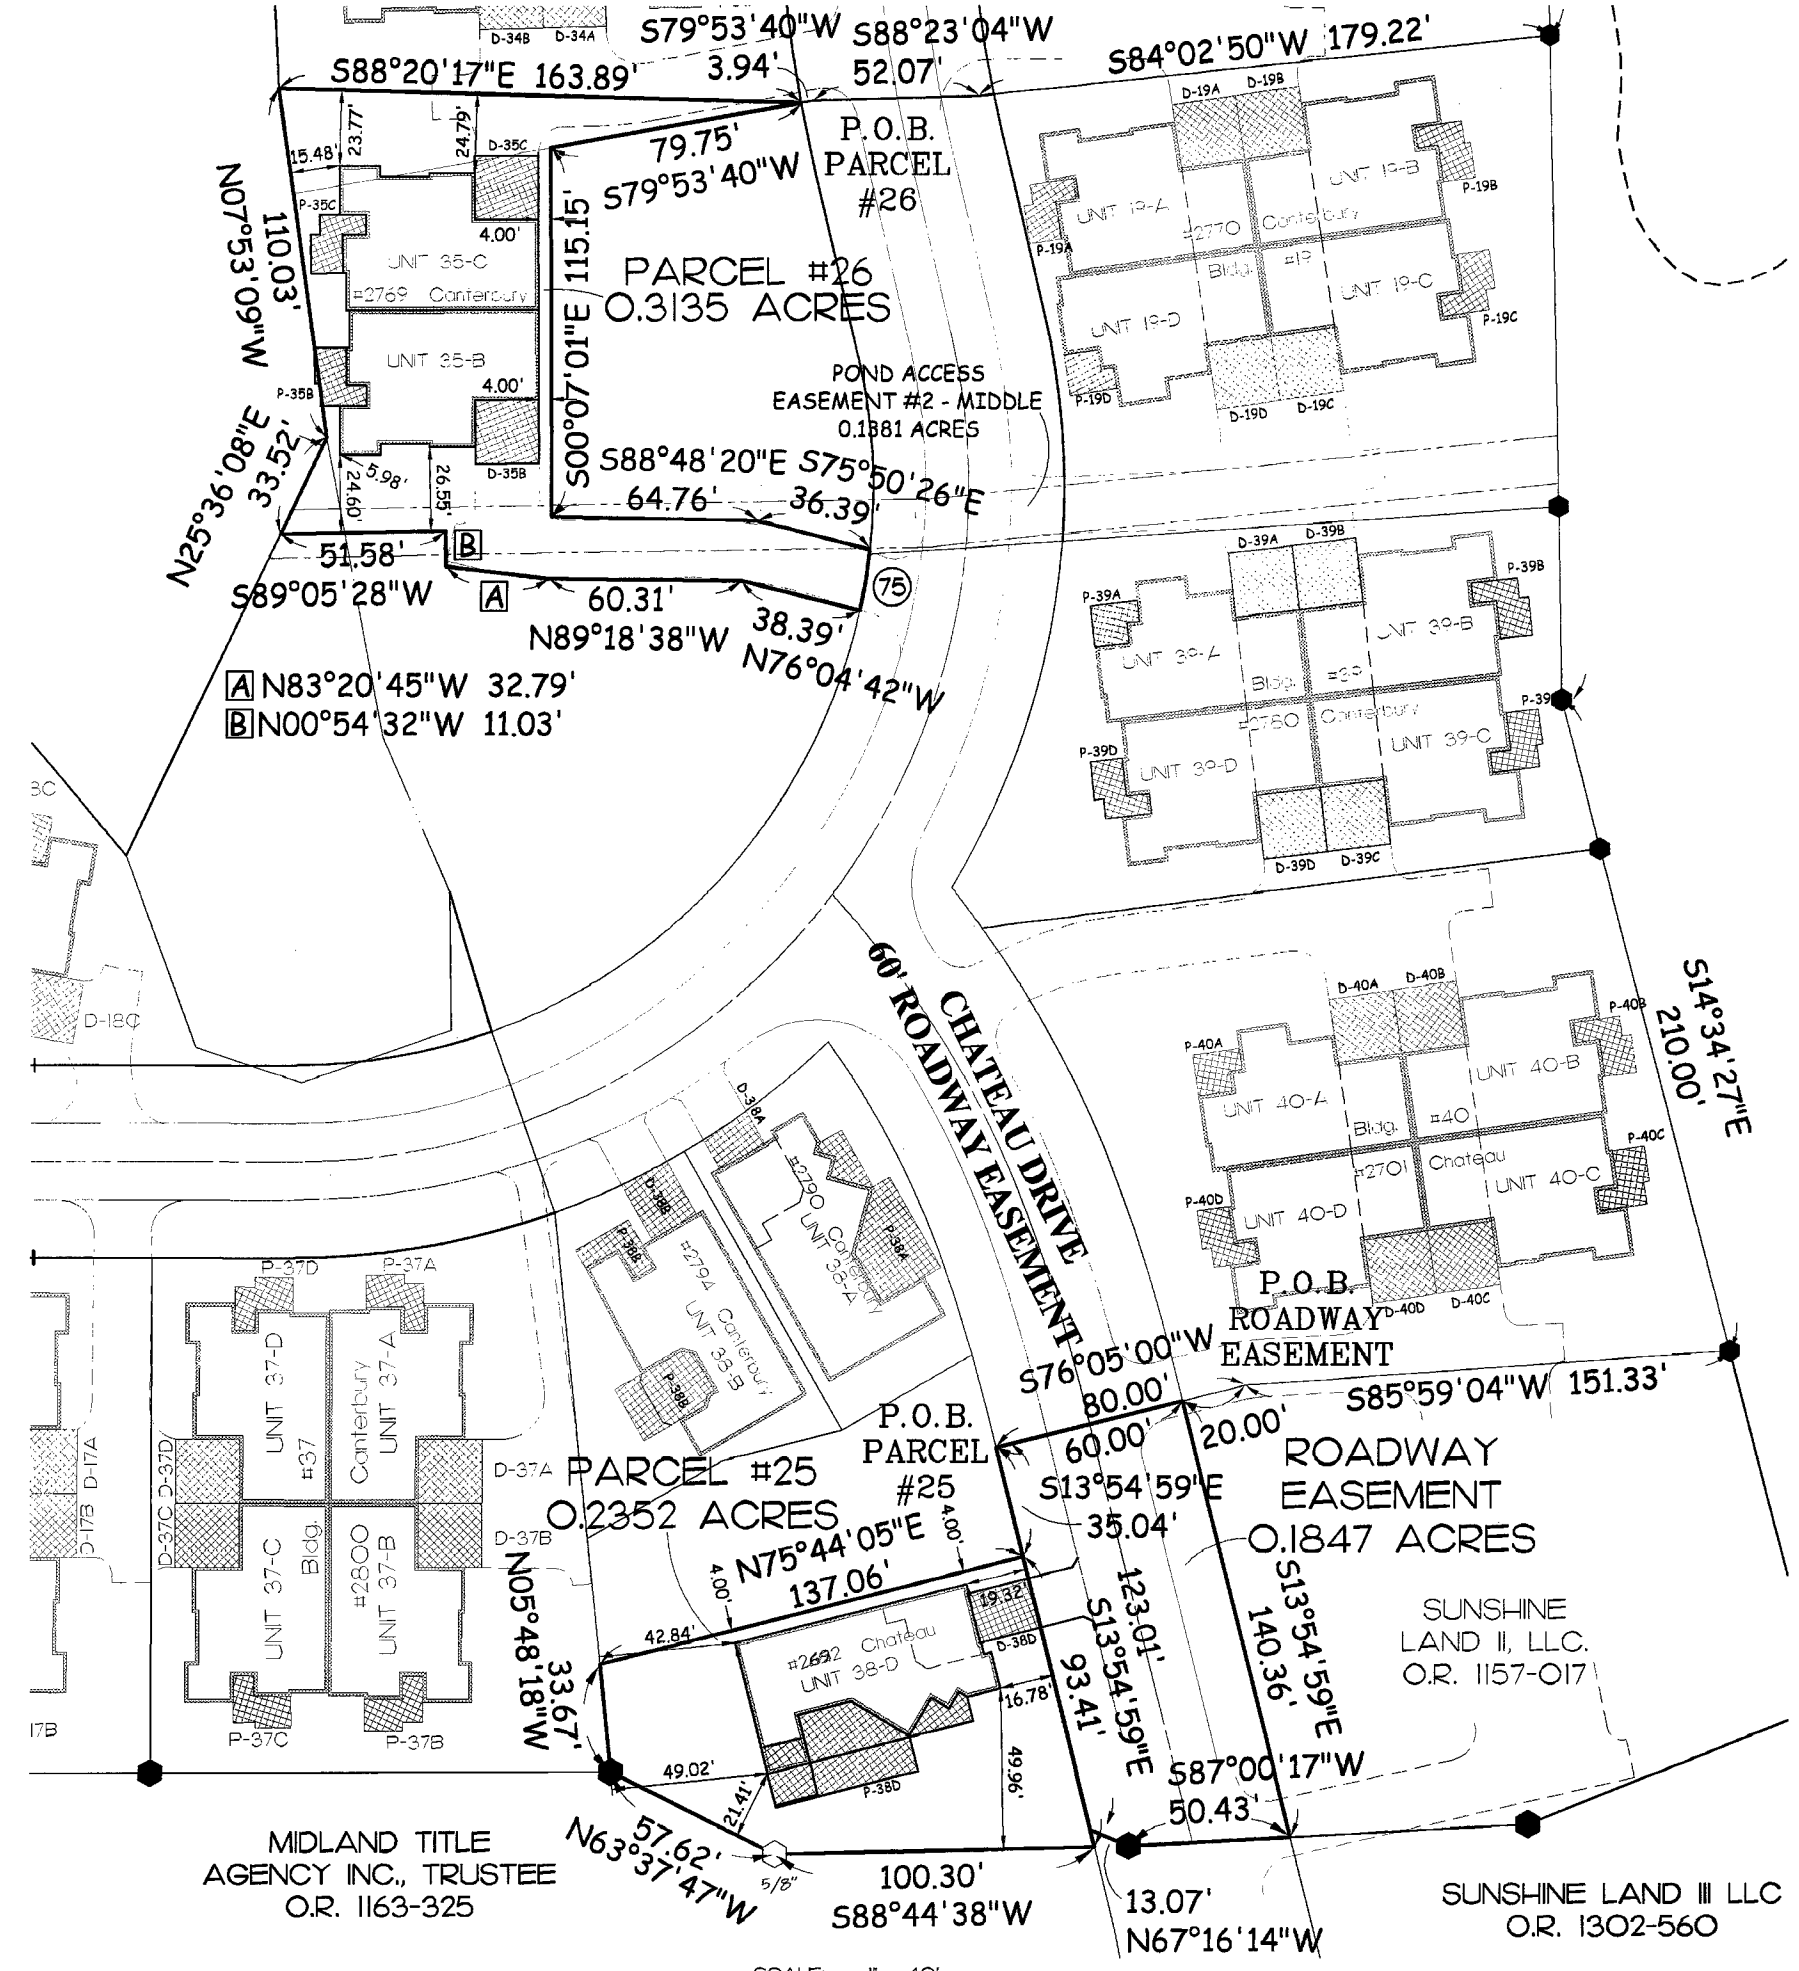 D-34B
D-34A
S79°53'40"W
3.94'
S88°23'04"W
52.07'
S84°02'50"W 179.22'
S88°20'17"E 163.89'
23.77'
24.79'
15.48'
D-35C
79.75'
S79°53'40"W
P.O.B.
PARCEL
#26
N07°53'09"W
110.03'
P-35C
4.00'
UNIT 35-C
#2769 Canterbury
UNIT 35-B
4.00'
P-35B
D-35B
S00°07'01"E 115.15'
PARCEL #26
0.3135 ACRES
POND ACCESS
EASEMENT #2 - MIDDLE
0.1381 ACRES
D-19A
D-19B
UNIT 19-A
UNIT 19-B
P-19B
P-19A
#2770 Canterbury
Bldg. #19
UNIT 19-C
UNIT 19-D
P-19C
P-19D
D-19D
D-19C
N25°36'08"E
33.52'
24.60'
5.98'
26.55'
S88°48'20"E
64.76'
S75°50'26"E
36.39'
51.58'
S89°05'28"W
B
A
60.31'
N89°18'38"W
38.39'
N76°04'42"W
75
A N83°20'45"W 32.79'
B N00°54'32"W 11.03'
D-39A
D-39B
P-39A
P-39B
UNIT 39-A
UNIT 39-B
Bldg. #39
#2780 Canterbury
P-39
P-39D
UNIT 39-D
UNIT 39-C
D-39D
D-39C
8C
D-18C
60' ROADWAY EASEMENT
CHATEAU DRIVE
D-40A
D-40B
P-40A
P-40B
UNIT 40-A
UNIT 40-B
Bldg. #40
#2701 Chateau
P-40C
P-40D
UNIT 40-C
UNIT 40-D
D-40D
D-40C
S14°34'27"E
210.00'
D-38A
#2790 Canterbury
UNIT 38-A
P-38A
D-38B
P-38B
#2794 Canterbury
UNIT 38-B
P-38B
P.O.B.
ROADWAY
EASEMENT
S76°05'00"W
80.00'
60.00'
20.00'
S85°59'04"W 151.33'
P-37D
P-37A
UNIT 37-D
#37
Canterbury
UNIT 37-A
D-17A
D-17B
D-37D
D-37C
D-37A
D-37B
UNIT 37-C
Bldg.
#2800
UNIT 37-B
P-37C
P-37B
17B
P.O.B.
PARCEL
#25
PARCEL #25
0.2352 ACRES
S13°54'59"E
35.04'
ROADWAY
EASEMENT
0.1847 ACRES
N75°44'05"E
137.06'
4.00'
4.00'
42.84'
19.32'
D-38D
#2692 Chateau
UNIT 38-D
16.78'
49.96'
P-38D
49.02'
21.41'
N05°48'18"W
33.67'
123.01'
S13°54'59"E
93.41'
S13°54'59"E
140.36'
SUNSHINE
LAND II, LLC.
O.R. 1157-017
S87°00'17"W
50.43'
57.62'
N63°37'47"W
5/8"
100.30'
S88°44'38"W
13.07'
N67°16'14"W
MIDLAND TITLE
AGENCY INC., TRUSTEE
O.R. 1163-325
SUNSHINE LAND III LLC
O.R. 1302-560